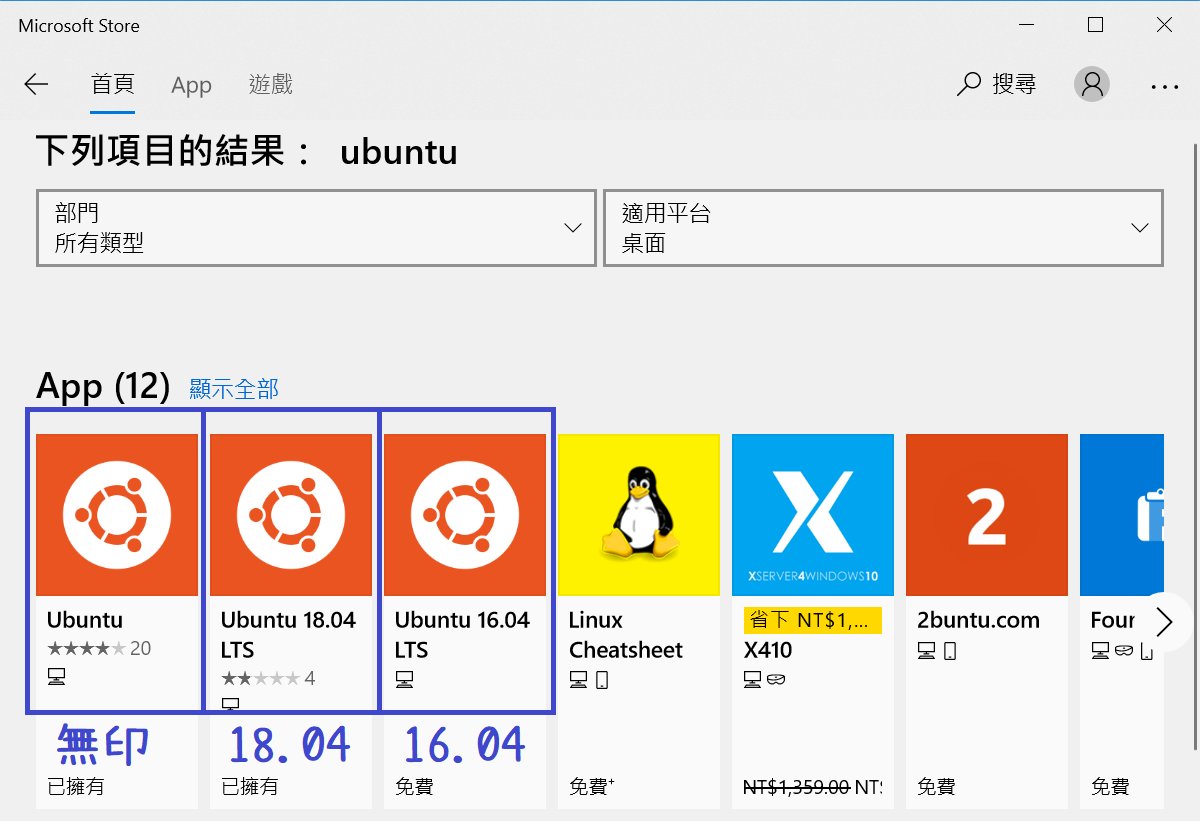 Microsoft Store
首頁 App 遊戲 搜尋
下列項目的結果： ubuntu
部門
所有類型
適用平台
桌面
App (12) 顯示全部
Ubuntu
20
無印
已擁有
Ubuntu 18.04
LTS
4
18.04
已擁有
Ubuntu 16.04
LTS
16.04
免費
Linux
Cheatsheet
免費+
XSERVER4WINDOWS10
省下 NT$1,...
X410
NT$1,359.00 NT$
2
2buntu.com
免費
Four
免費